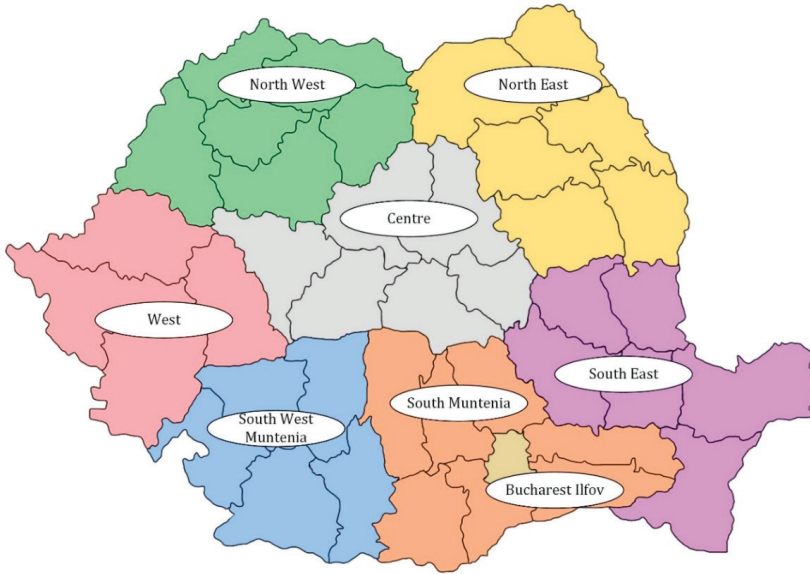 North West
North East
Centre
West
South East
South Muntenia
South West
Muntenia
Bucharest Ilfov